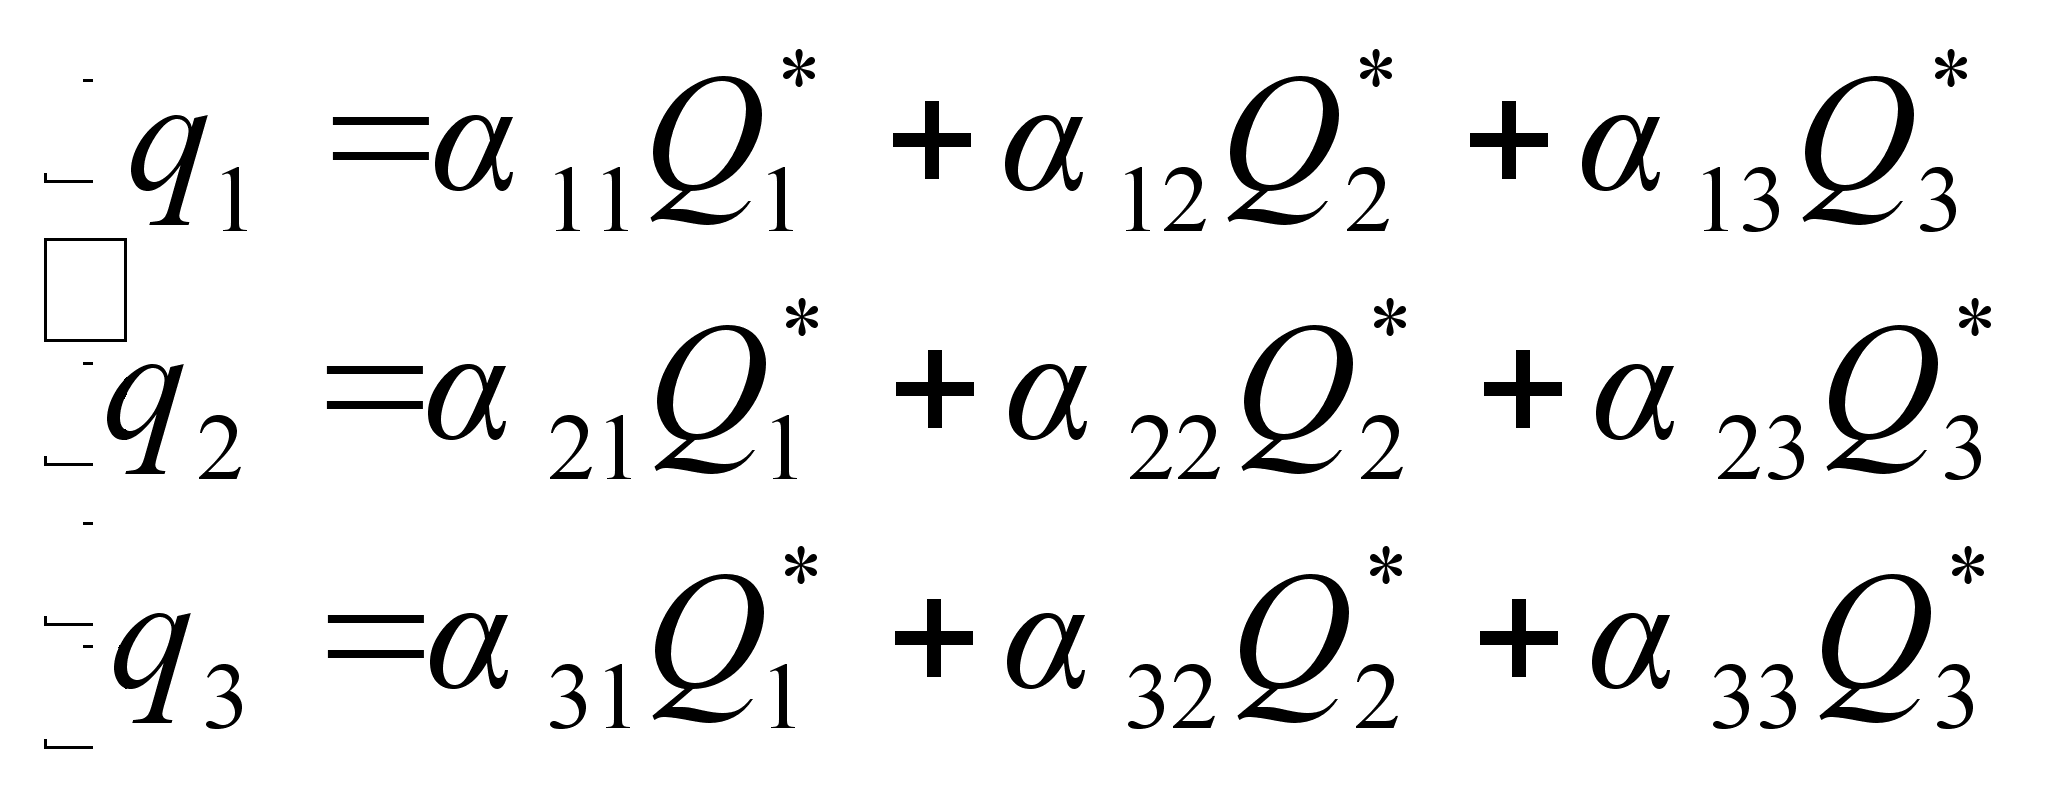 q₁ = α₁₁Q₁* + α₁₂Q₂* + α₁₃Q₃*
q₂ = α₂₁Q₁* + α₂₂Q₂* + α₂₃Q₃*
q₃ = α₃₁Q₁* + α₃₂Q₂* + α₃₃Q₃*